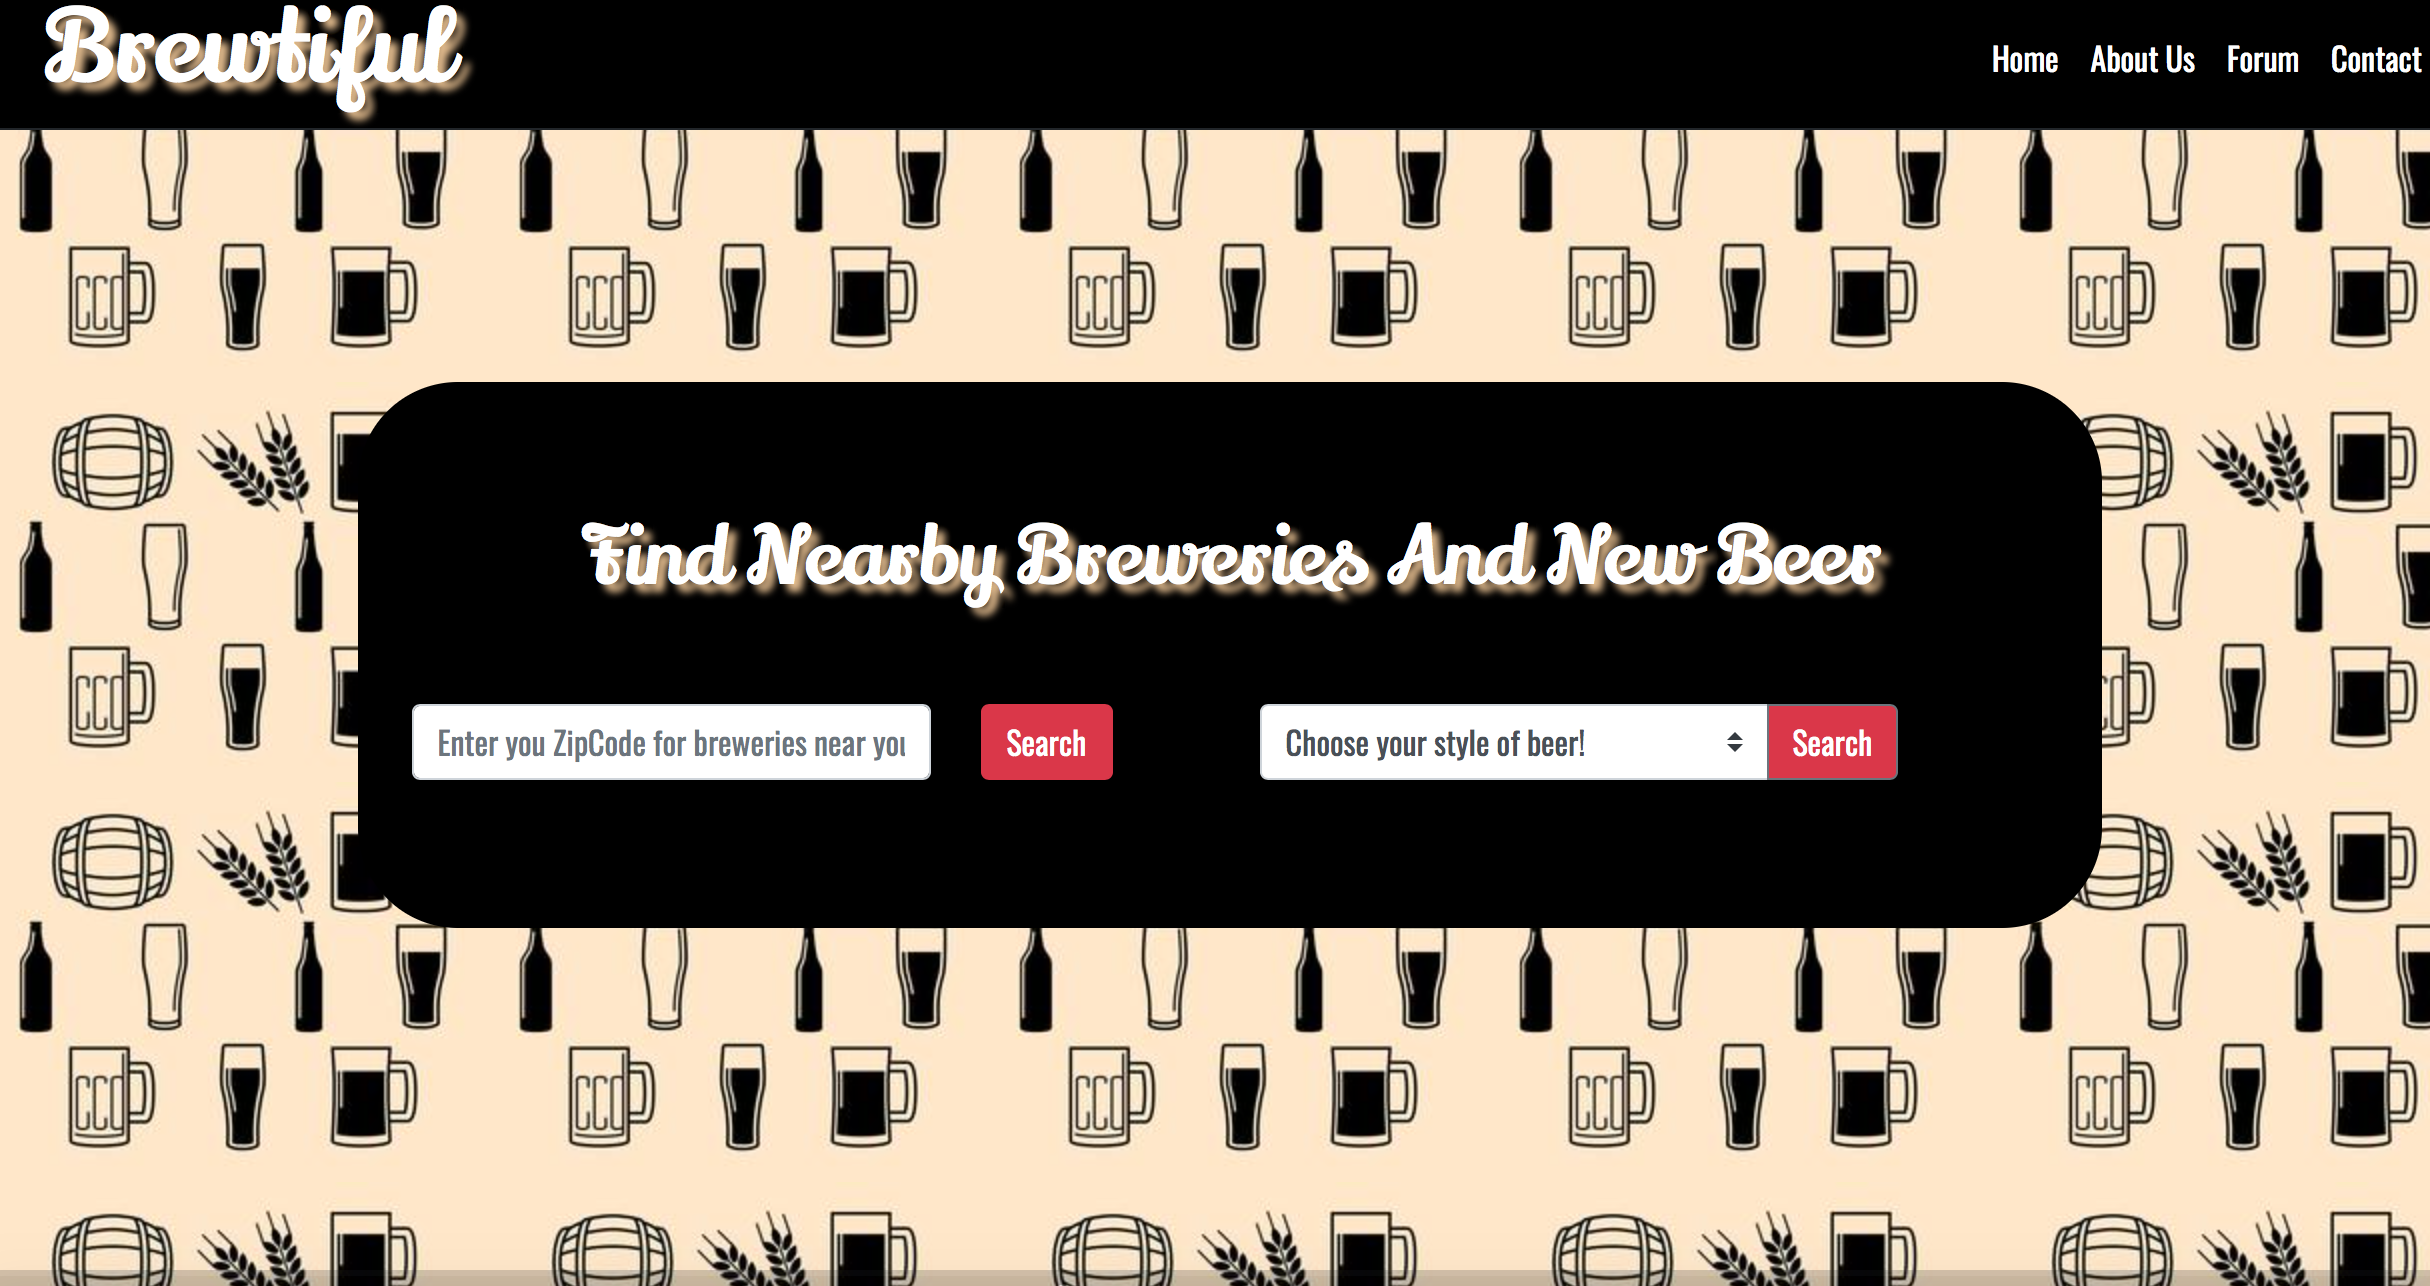 Brewtiful
Home About Us Forum Contact
Find Nearby Breweries And New Beer
Enter you ZipCode for breweries near you
Search
Choose your style of beer!
Search